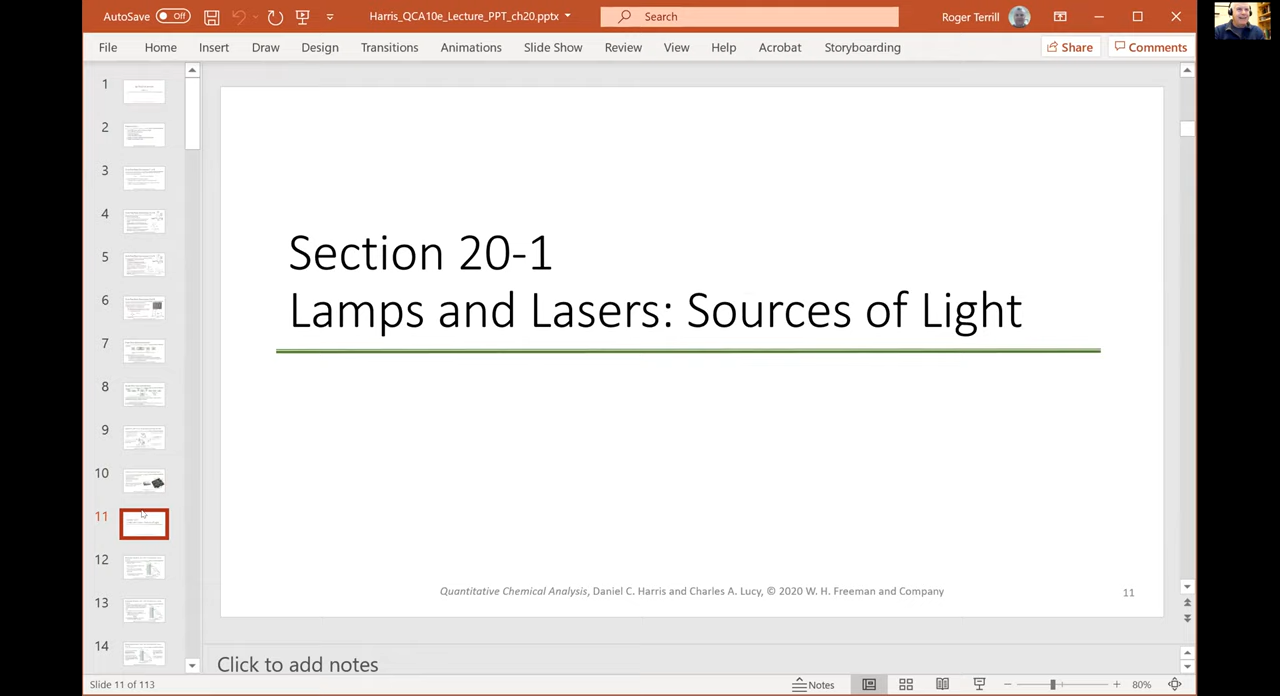 AutoSave Off Harris_QCA10e_Lecture_PPT_ch20.pptx Search Roger Terrill
File Home Insert Draw Design Transitions Animations Slide Show Review View Help Acrobat Storyboarding Share Comments
1
2
3
4
5
6
7
8
9
10
11
12
13
14
Section 20-1
Lamps and Lasers: Sources of Light
Quantitative Chemical Analysis, Daniel C. Harris and Charles A. Lucy, © 2020 W. H. Freeman and Company 11
Click to add notes
Slide 11 of 113 Notes 80%